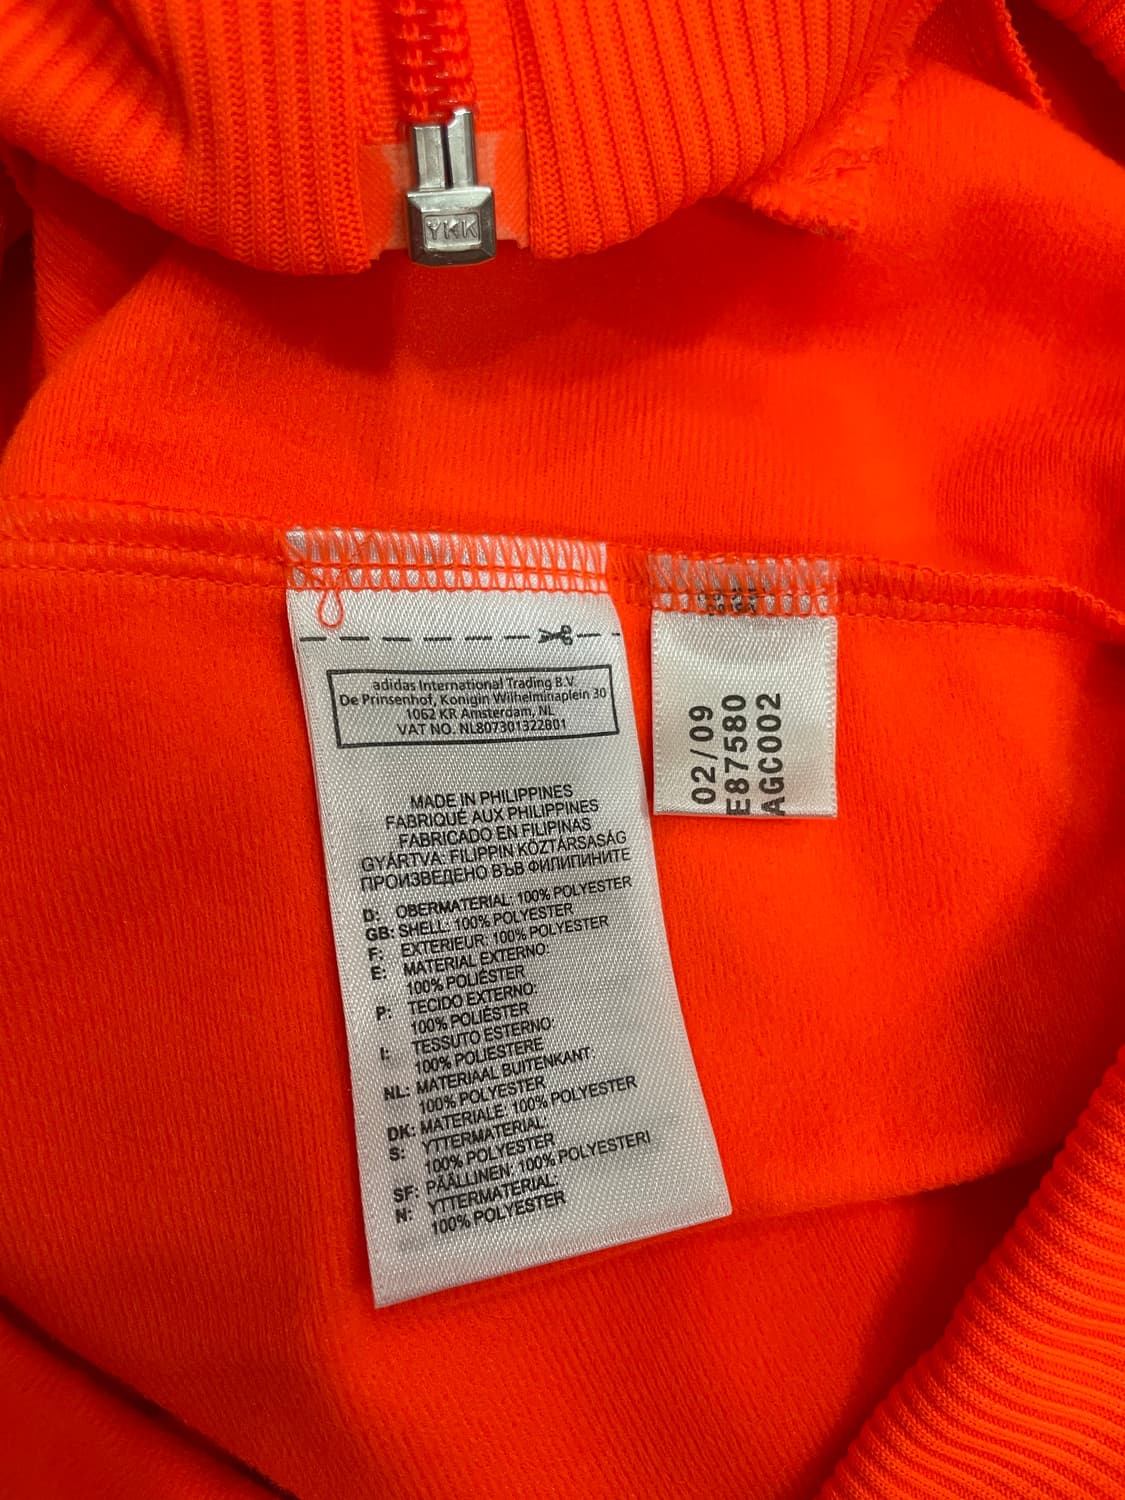 YKK
adidas International Trading B.V.
De Prinsenhof, Konigin Wilhelminaplein 30
1062 KR Amsterdam, NL
VAT NO. NL807301322B01
MADE IN PHILIPPINES
FABRIQUÉ AUX PHILIPPINES
FABRICADO EN FILIPINAS
GYÁRTVA: FILIPPIN KÖZTÁRSASÁG
ПРОИЗВЕДЕНО ВЪВ ФИЛИПИНИТЕ
D: OBERMATERIAL: 100% POLYESTER
GB: SHELL: 100% POLYESTER
F: EXTERIEUR: 100% POLYESTER
E: MATERIAL EXTERNO:
100% POLIÉSTER
P: TECIDO EXTERNO:
100% POLIÉSTER
I: TESSUTO ESTERNO:
100% POLIESTERE
NL: MATERIAAL BUITENKANT:
100% POLYESTER
DK: MATERIALE: 100% POLYESTER
S: YTTERMATERIAL:
100% POLYESTER
SF: PÄÄLLINEN: 100% POLYESTERI
N: YTTERMATERIAL:
100% POLYESTER
02/09
E87580
AGC002